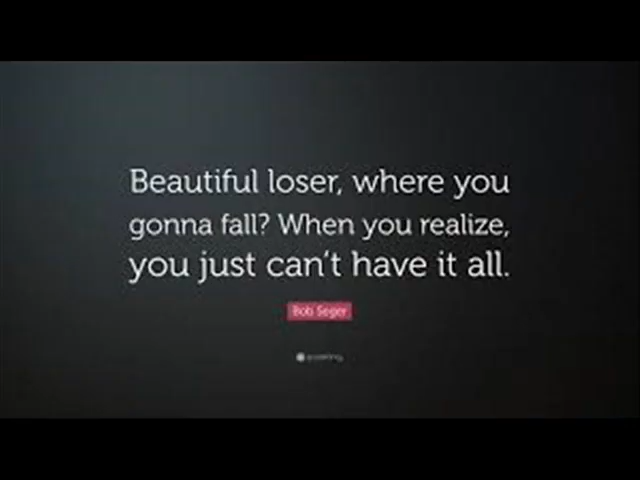 Beautiful loser, where you
gonna fall? When you realize,
you just can't have it all.
Bob Seger